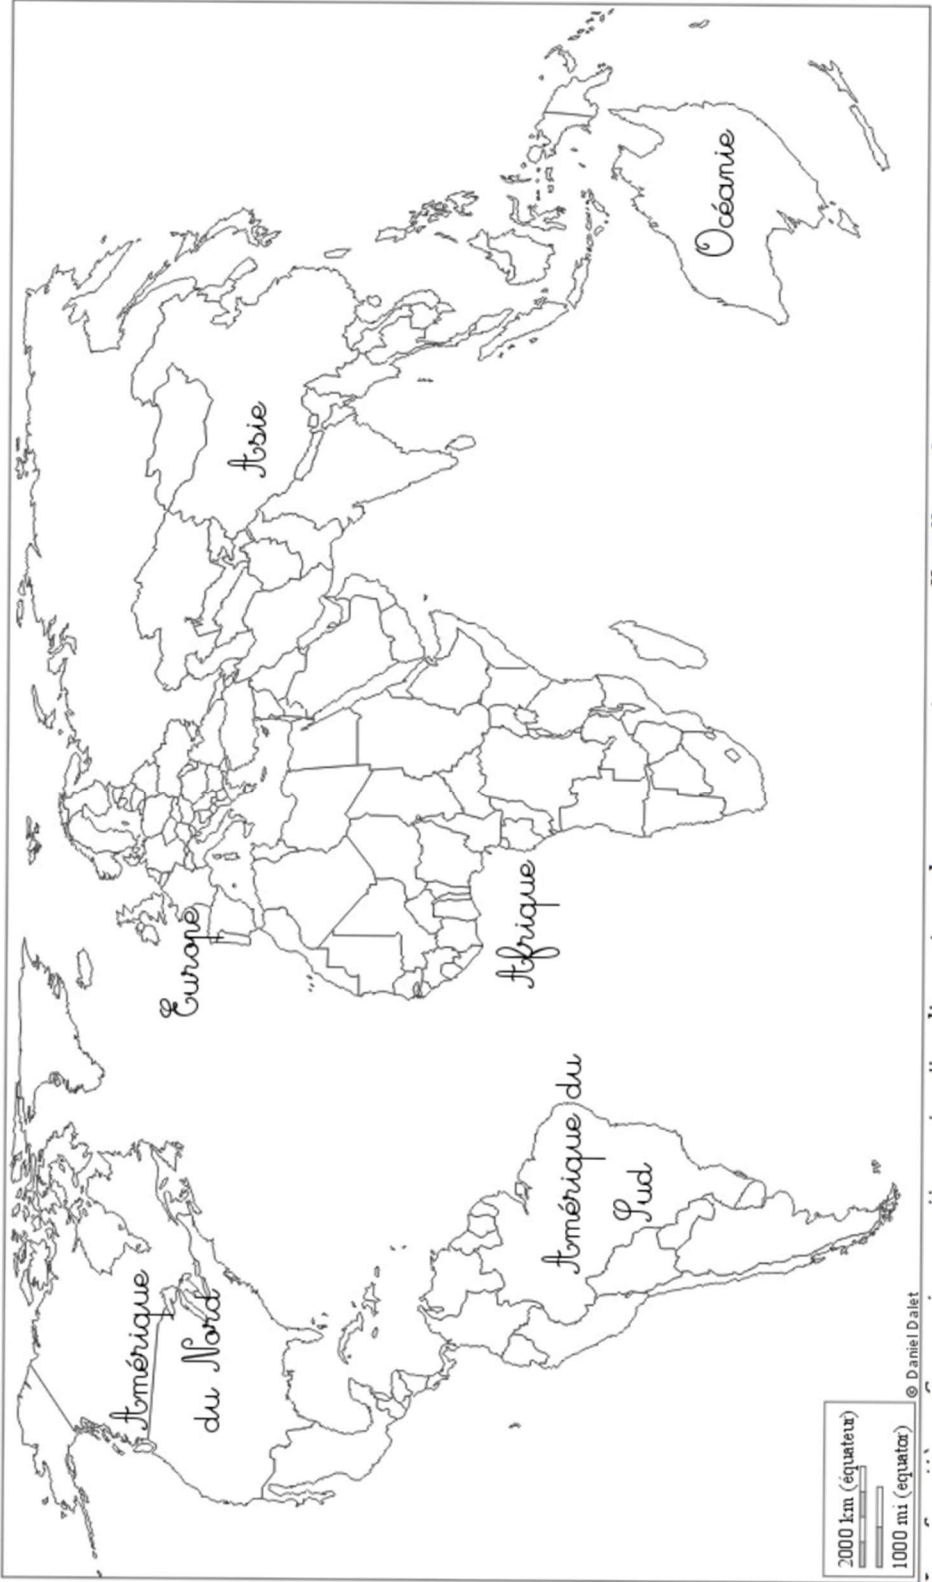 Amérique
du Nord
Europe
Asie
Afrique
Amérique du
Sud
Océanie
2000 km (équateur)
1000 mi (equator)
© Daniel Dalet